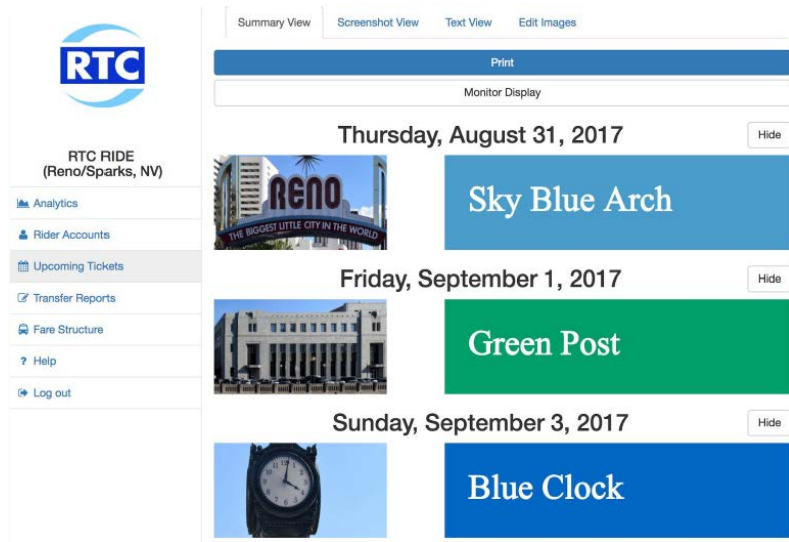 Summary View
Screenshot View
Text View
Edit Images
Print
Monitor Display
RTC
RTC RIDE
(Reno/Sparks, NV)
Analytics
Rider Accounts
Upcoming Tickets
Transfer Reports
Fare Structure
? Help
Log out
Thursday, August 31, 2017
Hide
RENO
THE BIGGEST LITTLE CITY IN THE WORLD
Sky Blue Arch
Friday, September 1, 2017
Hide
Green Post
Sunday, September 3, 2017
Hide
Blue Clock